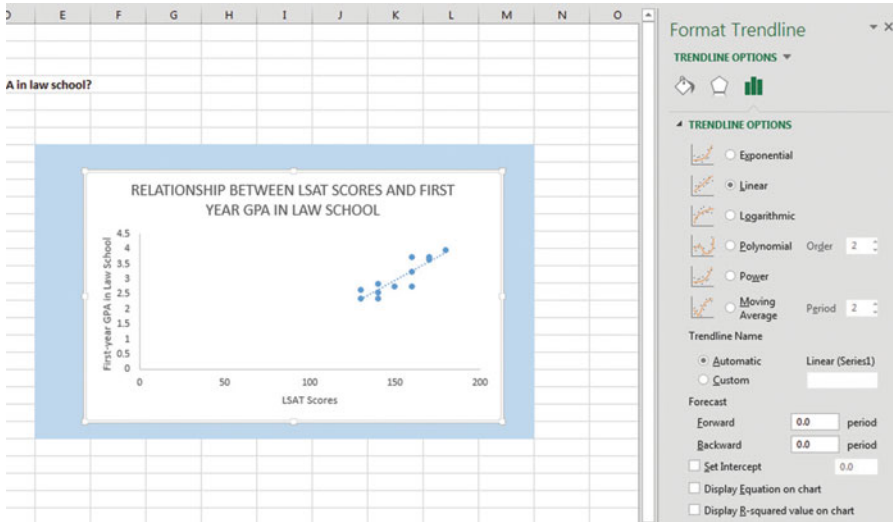 E F G H I J K L M N O
A in law school?
RELATIONSHIP BETWEEN LSAT SCORES AND FIRST
YEAR GPA IN LAW SCHOOL
First-year GPA in Law School
4.5
4
3.5
3
2.5
2
1.5
1
0.5
0
0 50 100 150 200
LSAT Scores
Format Trendline
TRENDLINE OPTIONS
TRENDLINE OPTIONS
Exponential
Linear
Logarithmic
Polynomial Order 2
Power
Moving
Average Period 2
Trendline Name
Automatic Linear (Series1)
Custom
Forecast
Forward 0.0 period
Backward 0.0 period
Set Intercept 0.0
Display Equation on chart
Display R-squared value on chart